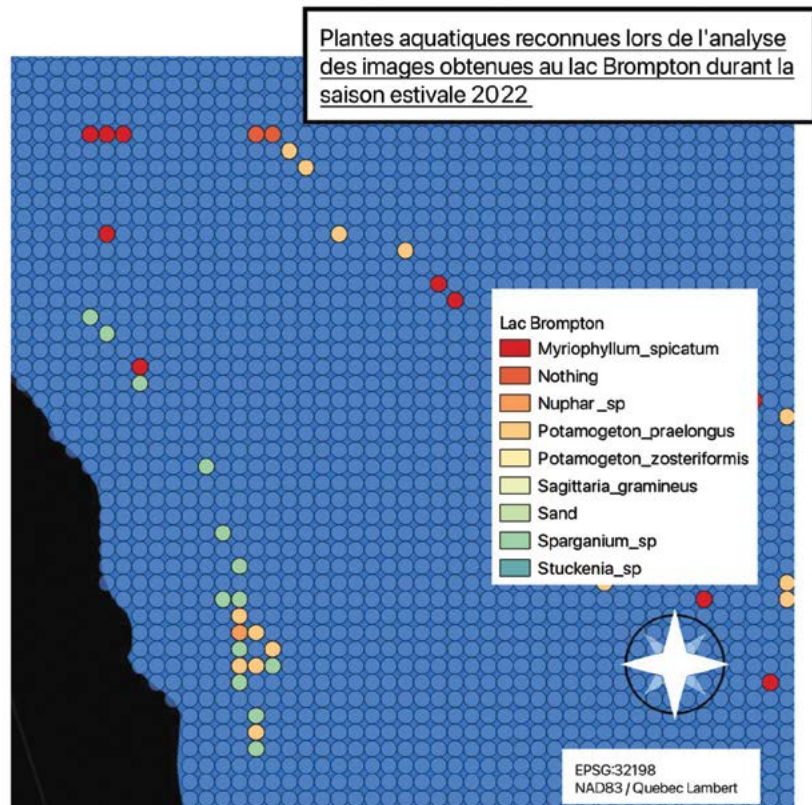 Plantes aquatiques reconnues lors de l'analyse
des images obtenues au lac Brompton durant la
saison estivale 2022
Lac Brompton
Myriophyllum_spicatum
Nothing
Nuphar_sp
Potamogeton_praelongus
Potamogeton_zosteriformis
Sagittaria_gramineus
Sand
Sparganium_sp
Stuckenia_sp
EPSG:32198
NAD83 / Quebec Lambert